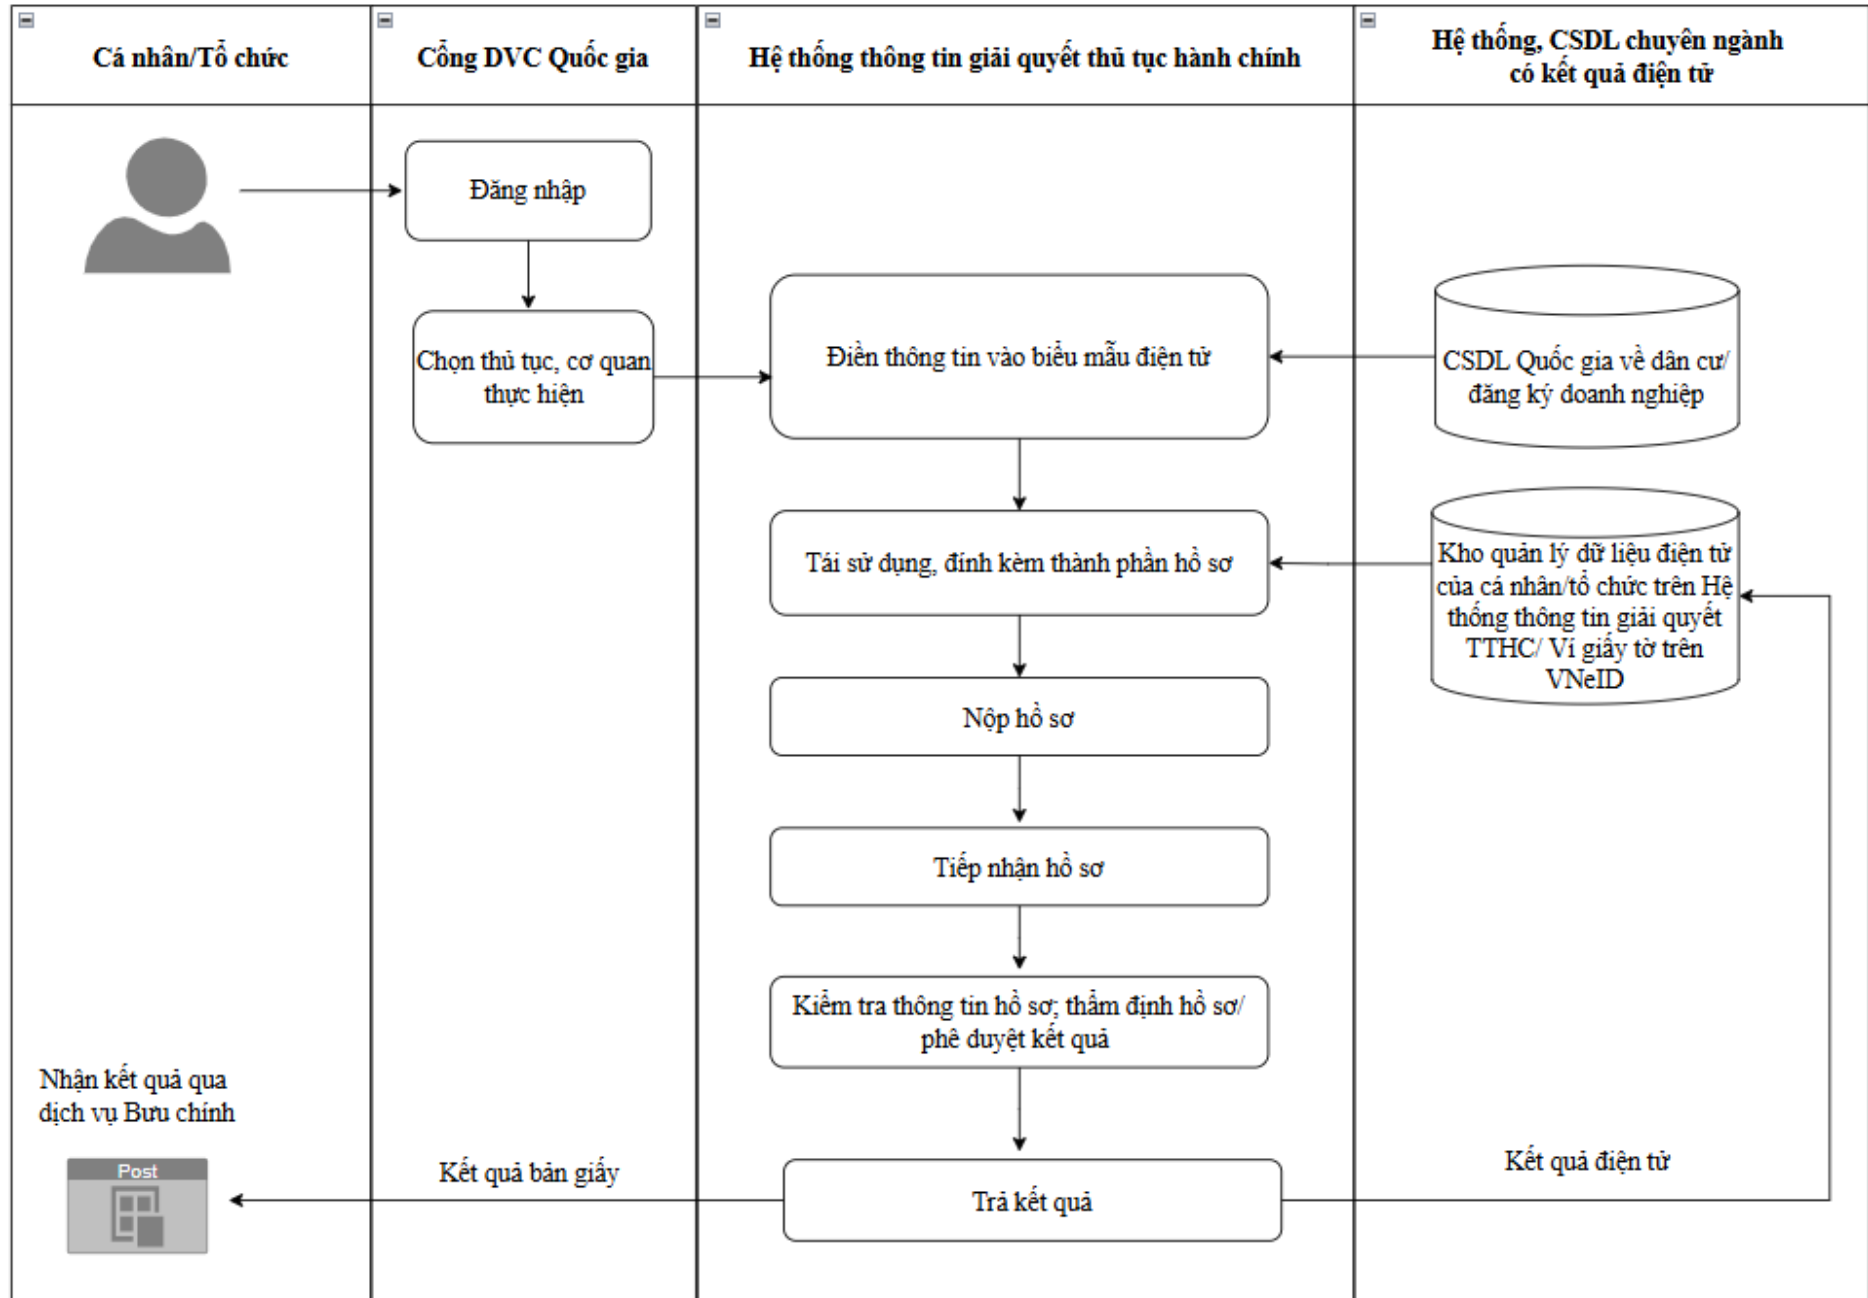 Cá nhân/Tổ chức
Cổng DVC Quốc gia
Hệ thống thông tin giải quyết thủ tục hành chính
Hệ thống, CSDL chuyên ngành
có kết quả điện tử
Đăng nhập
Chọn thủ tục, cơ quan
thực hiện
Điền thông tin vào biểu mẫu điện tử
CSDL Quốc gia về dân cư/
đăng ký doanh nghiệp
Tái sử dụng, đính kèm thành phần hồ sơ
Kho quản lý dữ liệu điện tử
của cá nhân/tổ chức trên Hệ
thống thông tin giải quyết
TTHC/ Ví giấy tờ trên
VNeID
Nộp hồ sơ
Tiếp nhận hồ sơ
Kiểm tra thông tin hồ sơ; thẩm định hồ sơ/
phê duyệt kết quả
Nhận kết quả qua
dịch vụ Bưu chính
Post
Kết quả bản giấy
Trả kết quả
Kết quả điện tử